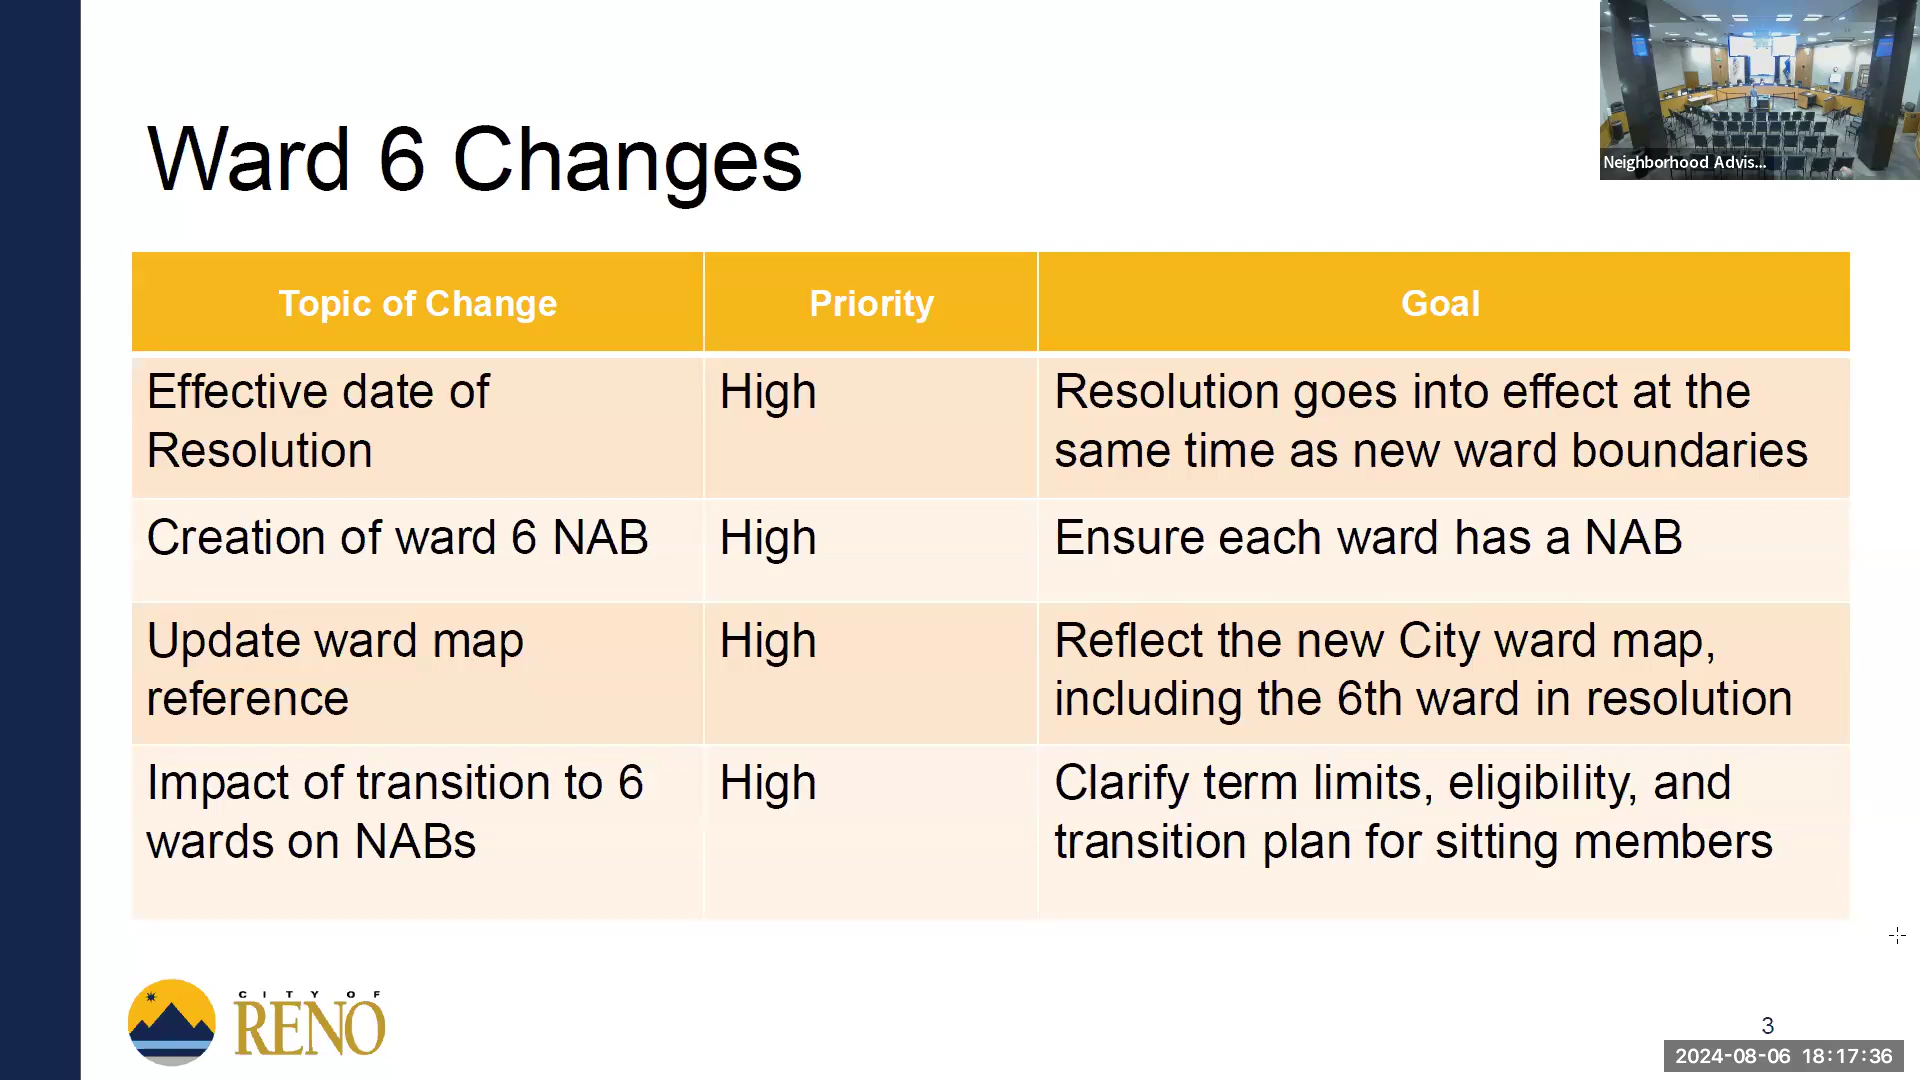 Neighborhood Advis...
Ward 6 Changes
Topic of Change
Priority
Goal
Effective date of
Resolution
High
Resolution goes into effect at the
same time as new ward boundaries
Creation of ward 6 NAB
High
Ensure each ward has a NAB
Update ward map
reference
High
Reflect the new City ward map,
including the 6th ward in resolution
Impact of transition to 6
wards on NABs
High
Clarify term limits, eligibility, and
transition plan for sitting members
CITY OF
RENO
3
2024-08-06 18:17:36